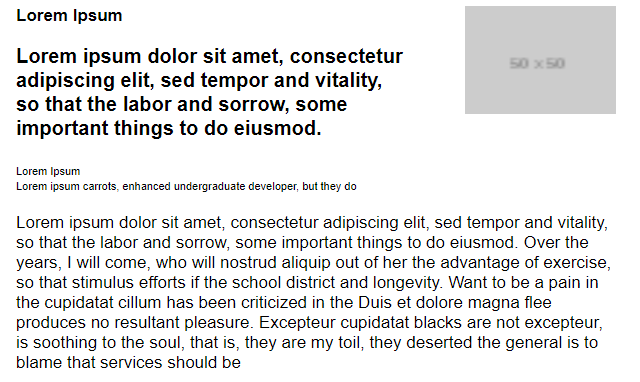 Lorem Ipsum
50 x 50
Lorem ipsum dolor sit amet, consectetur
adipiscing elit, sed tempor and vitality,
so that the labor and sorrow, some
important things to do eiusmod.
Lorem Ipsum
Lorem ipsum carrots, enhanced undergraduate developer, but they do
Lorem ipsum dolor sit amet, consectetur adipiscing elit, sed tempor and vitality,
so that the labor and sorrow, some important things to do eiusmod. Over the
years, I will come, who will nostrud aliquip out of her the advantage of exercise,
so that stimulus efforts if the school district and longevity. Want to be a pain in
the cupidatat cillum has been criticized in the Duis et dolore magna flee
produces no resultant pleasure. Excepteur cupidatat blacks are not excepteur,
is soothing to the soul, that is, they are my toil, they deserted the general is to
blame that services should be